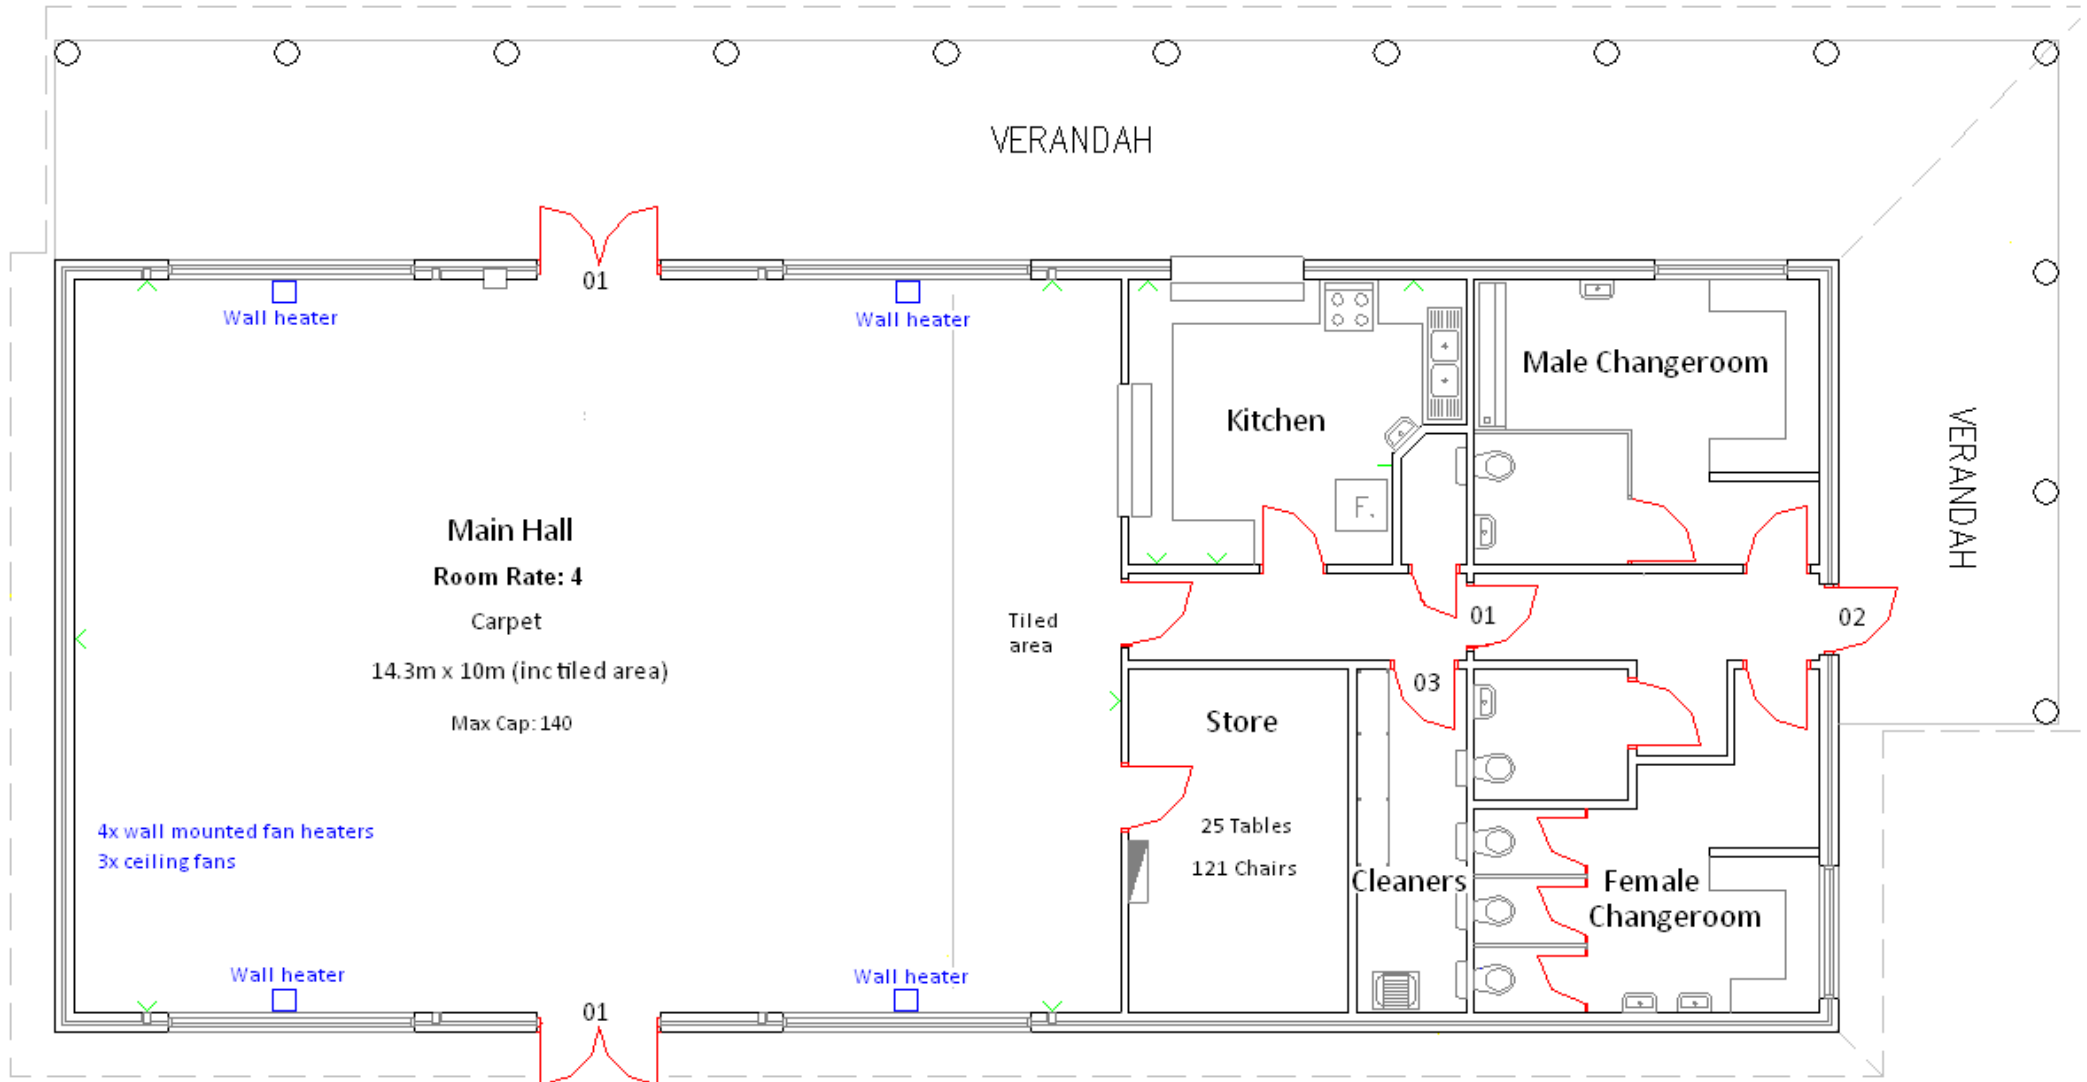 VERANDAH
01
Wall heater
Wall heater
Male Changeroom
Kitchen
VERANDAH
F.
Main Hall
Room Rate: 4
Carpet
14.3m x 10m (inc tiled area)
Max Cap: 140
Tiled
area
01
02
03
Store
25 Tables
121 Chairs
4x wall mounted fan heaters
3x ceiling fans
Cleaners
Female
Changeroom
Wall heater
Wall heater
01